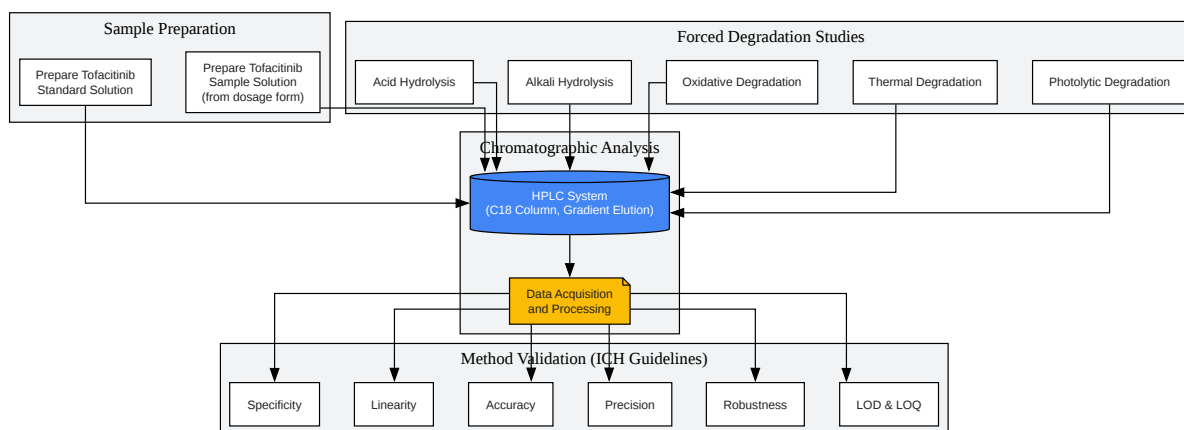 Sample Preparation
Prepare Tofacitinib
Standard Solution
Prepare Tofacitinib
Sample Solution
(from dosage form)
Forced Degradation Studies
Acid Hydrolysis
Alkali Hydrolysis
Oxidative Degradation
Thermal Degradation
Photolytic Degradation
Chromatographic Analysis
HPLC System
(C18 Column, Gradient Elution)
Data Acquisition
and Processing
Method Validation (ICH Guidelines)
Specificity
Linearity
Accuracy
Precision
Robustness
LOD & LOQ